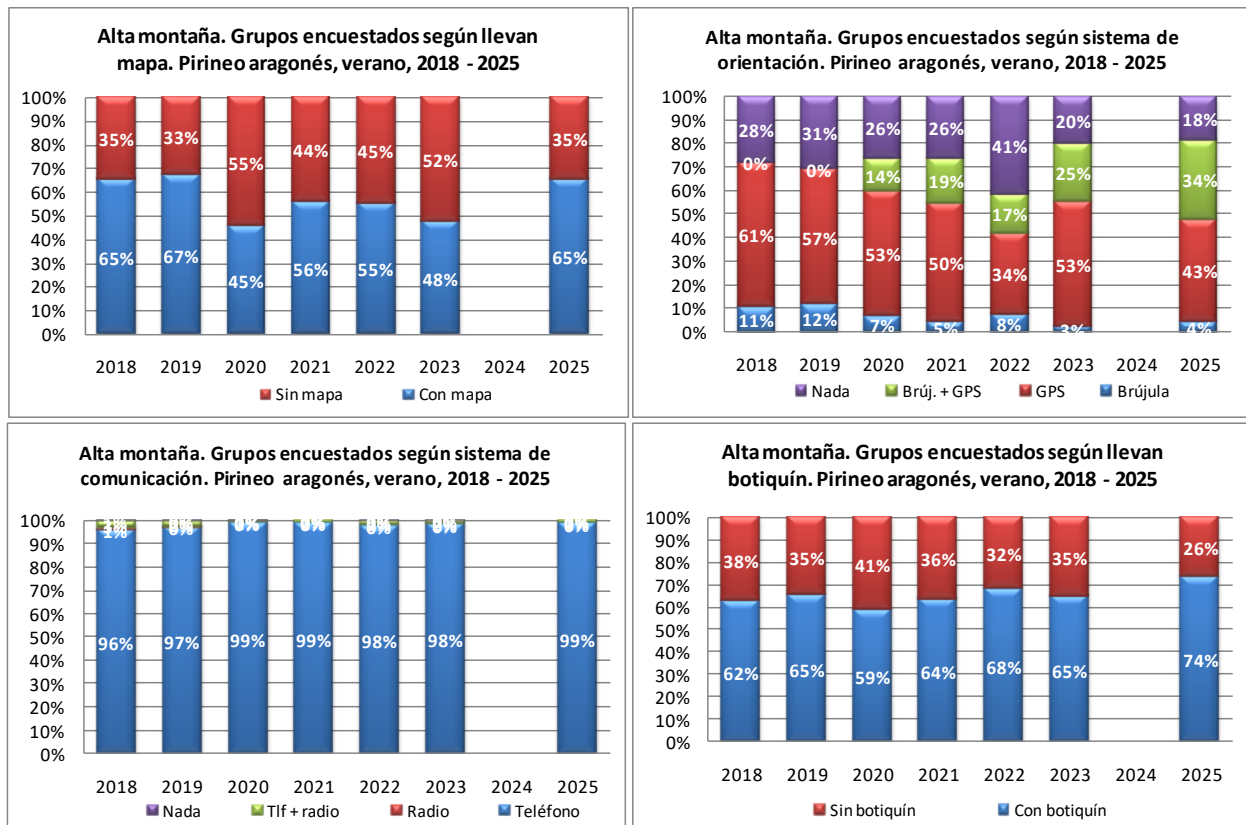 Alta montaña. Grupos encuestados según llevan
mapa. Pirineo aragonés, verano, 2018 - 2025
100%
90%
80%
70%
60%
50%
40%
30%
20%
10%
0%
35% 33% 55% 44% 45% 52% 35%
65% 67% 45% 56% 55% 48% 65%
2018 2019 2020 2021 2022 2023 2024 2025
Sin mapa Con mapa
Alta montaña. Grupos encuestados según sistema de
orientación. Pirineo aragonés, verano, 2018 - 2025
100%
90%
80%
70%
60%
50%
40%
30%
20%
10%
0%
28% 31% 26% 26% 41% 20% 18%
0% 0% 14% 19% 17% 25% 34%
61% 57% 53% 50% 34% 53% 43%
11% 12% 7% 5% 8% 3% 4%
2018 2019 2020 2021 2022 2023 2024 2025
Nada Brúj. + GPS GPS Brújula
Alta montaña. Grupos encuestados según sistema de
comunicación. Pirineo aragonés, verano, 2018 - 2025
100%
90%
80%
70%
60%
50%
40%
30%
20%
10%
0%
1%
96% 97% 99% 99% 98% 98% 99%
2018 2019 2020 2021 2022 2023 2024 2025
Nada Tlf + radio Radio Teléfono
Alta montaña. Grupos encuestados según llevan
botiquín. Pirineo aragonés, verano, 2018 - 2025
100%
90%
80%
70%
60%
50%
40%
30%
20%
10%
0%
38% 35% 41% 36% 32% 35% 26%
62% 65% 59% 64% 68% 65% 74%
2018 2019 2020 2021 2022 2023 2024 2025
Sin botiquín Con botiquín